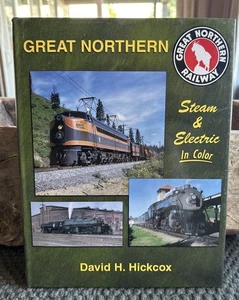 GREAT NORTHERN
GREAT NORTHERN
RAILWAY
Steam
&
Electric
In Color
David H. Hickcox